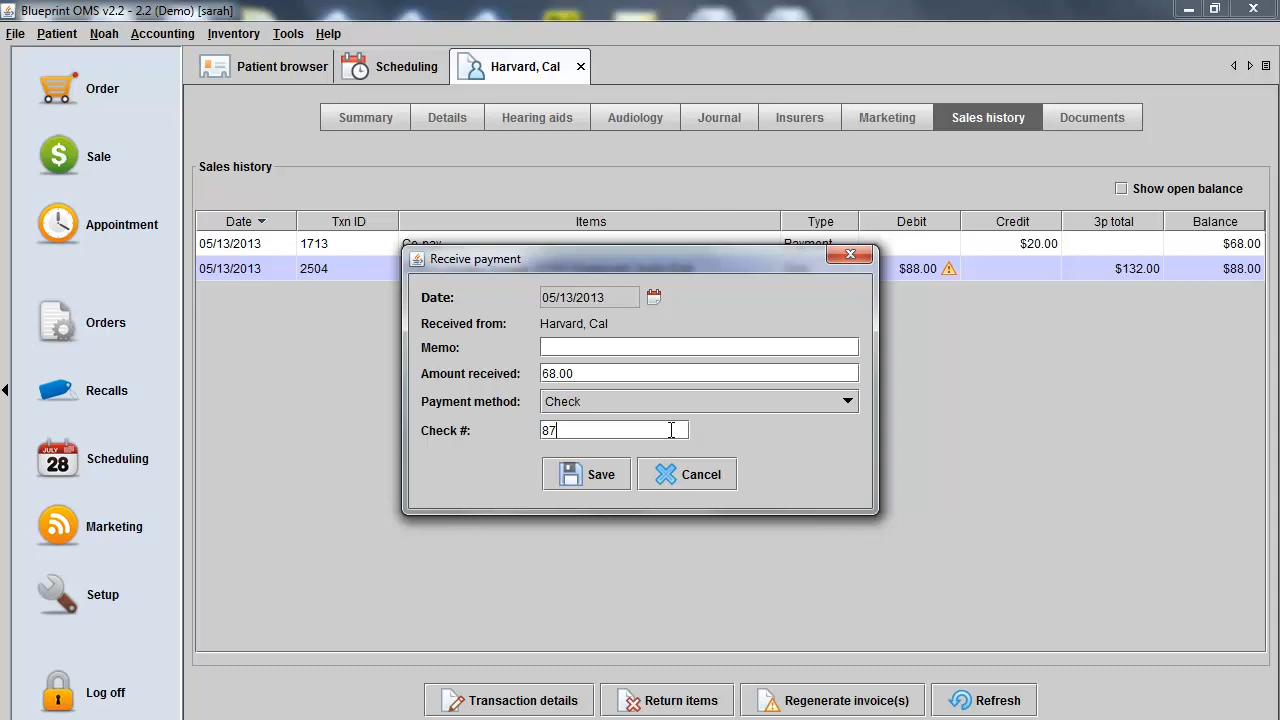 Blueprint OMS v2.2 - 2.2 (Demo) [sarah]
File Patient Noah Accounting Inventory Tools Help
Patient browser Scheduling Harvard, Cal
Order
Sale
Appointment
Orders
Recalls
JULY
28
Scheduling
Marketing
Setup
Log off
Summary Details Hearing aids Audiology Journal Insurers Marketing Sales history Documents
Sales history
Show open balance
Date Txn ID Items Type Debit Credit 3p total Balance
05/13/2013 1713 Co-pay Payment $20.00 $68.00
05/13/2013 2504 $88.00 $132.00 $88.00
Receive payment
Date: 05/13/2013
Received from: Harvard, Cal
Memo:
Amount received: 68.00
Payment method: Check
Check #: 87
Save Cancel
Transaction details Return items Regenerate invoice(s) Refresh